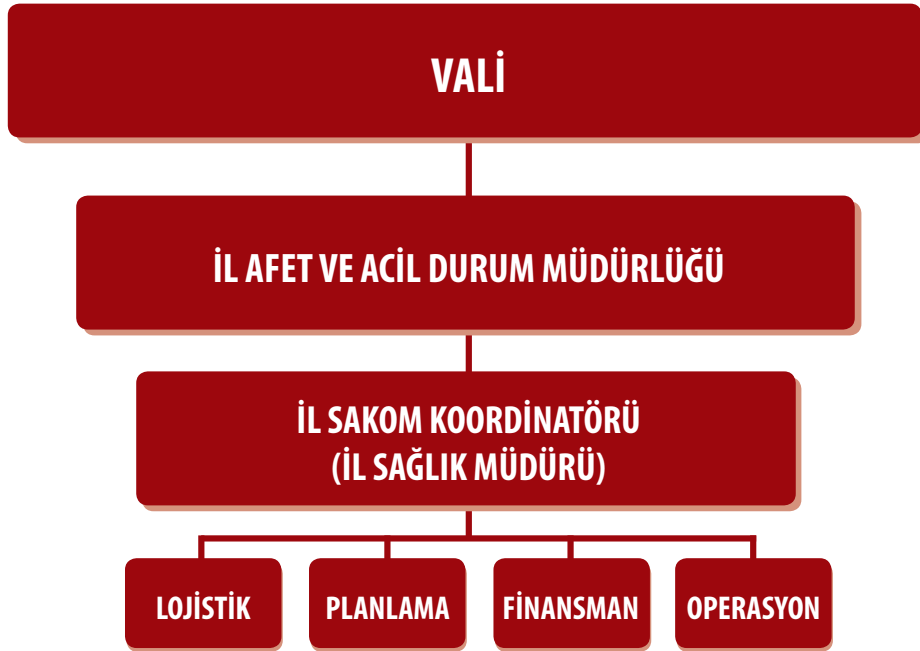 VALİ
İL AFET VE ACİL DURUM MÜDÜRLÜĞÜ
İL SAKOM KOORDİNATÖRÜ
(İL SAĞLIK MÜDÜRÜ)
LOJİSTİK
PLANLAMA
FİNANSMAN
OPERASYON